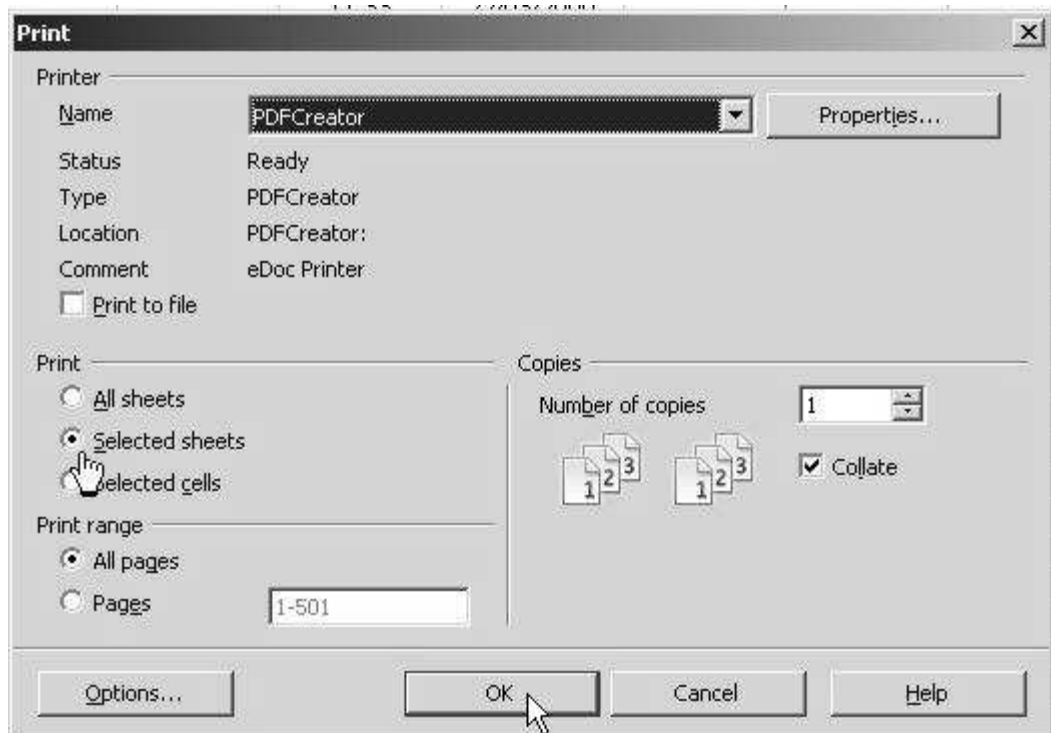 Print
Printer
Name PDFCreator Properties...
Status Ready
Type PDFCreator
Location PDFCreator:
Comment eDoc Printer
Print to file
Print Copies
All sheets Number of copies 1
Selected sheets
1 2 3 1 2 3 Collate
Selected cells
Print range
All pages
Pages 1-501
Options... OK Cancel Help